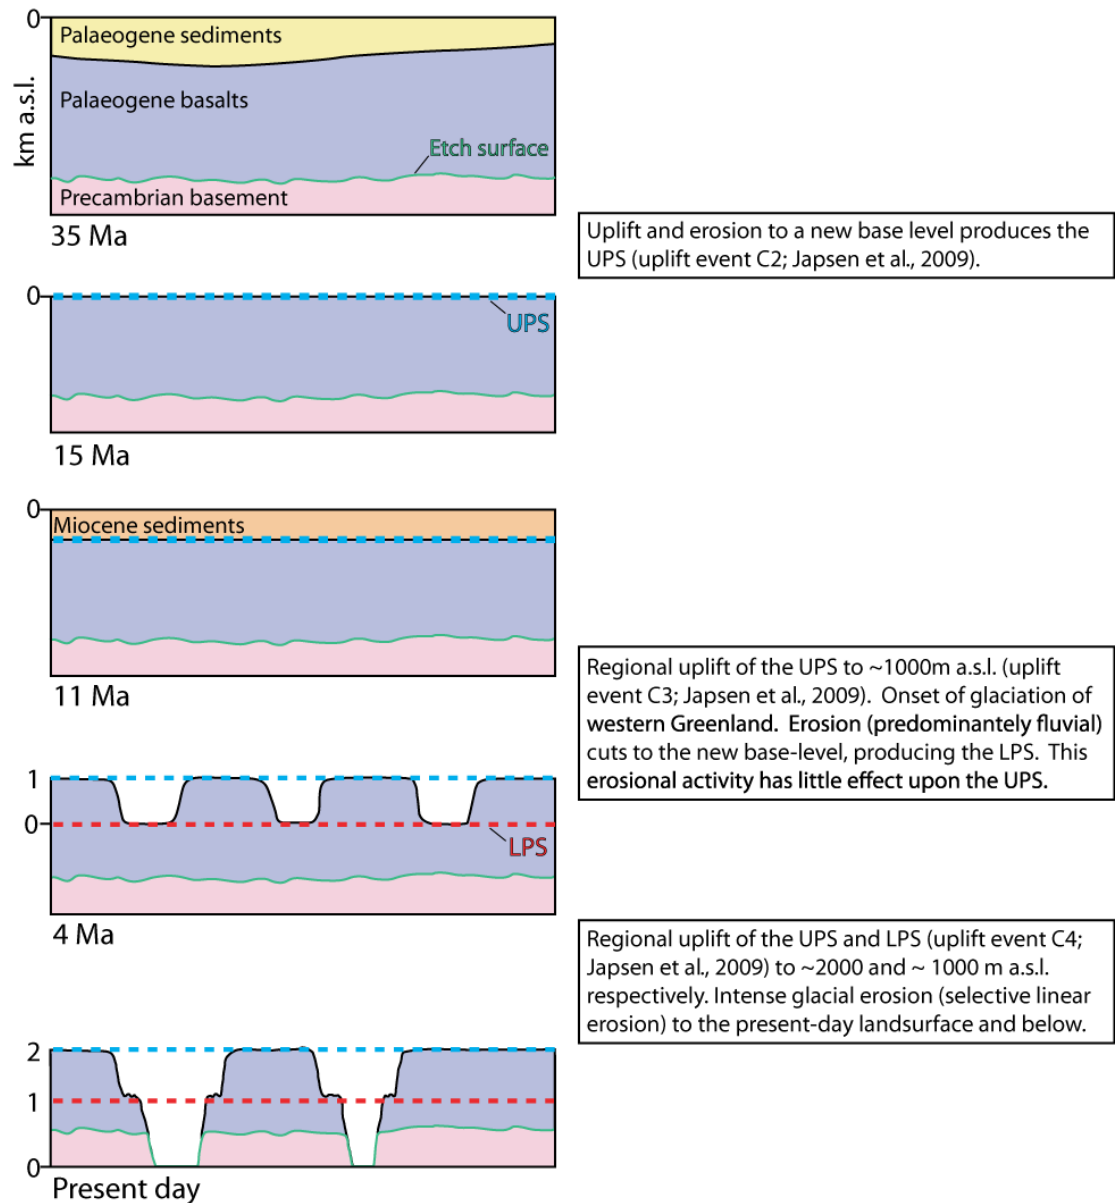 0
Palaeogene sediments
Palaeogene basalts
km a.s.l.
Etch surface
Precambrian basement
35 Ma
Uplift and erosion to a new base level produces the
UPS (uplift event C2; Japsen et al., 2009).
0
UPS
15 Ma
0
Miocene sediments
11 Ma
Regional uplift of the UPS to ~1000m a.s.l. (uplift
event C3; Japsen et al., 2009).  Onset of glaciation of
western Greenland.  Erosion (predominantely fluvial)
cuts to the new base-level, producing the LPS.  This
erosional activity has little effect upon the UPS.
1
0
LPS
4 Ma
Regional uplift of the UPS and LPS (uplift event C4;
Japsen et al., 2009) to ~2000 and ~ 1000 m a.s.l.
respectively. Intense glacial erosion (selective linear
erosion) to the present-day landsurface and below.
2
1
0
Present day